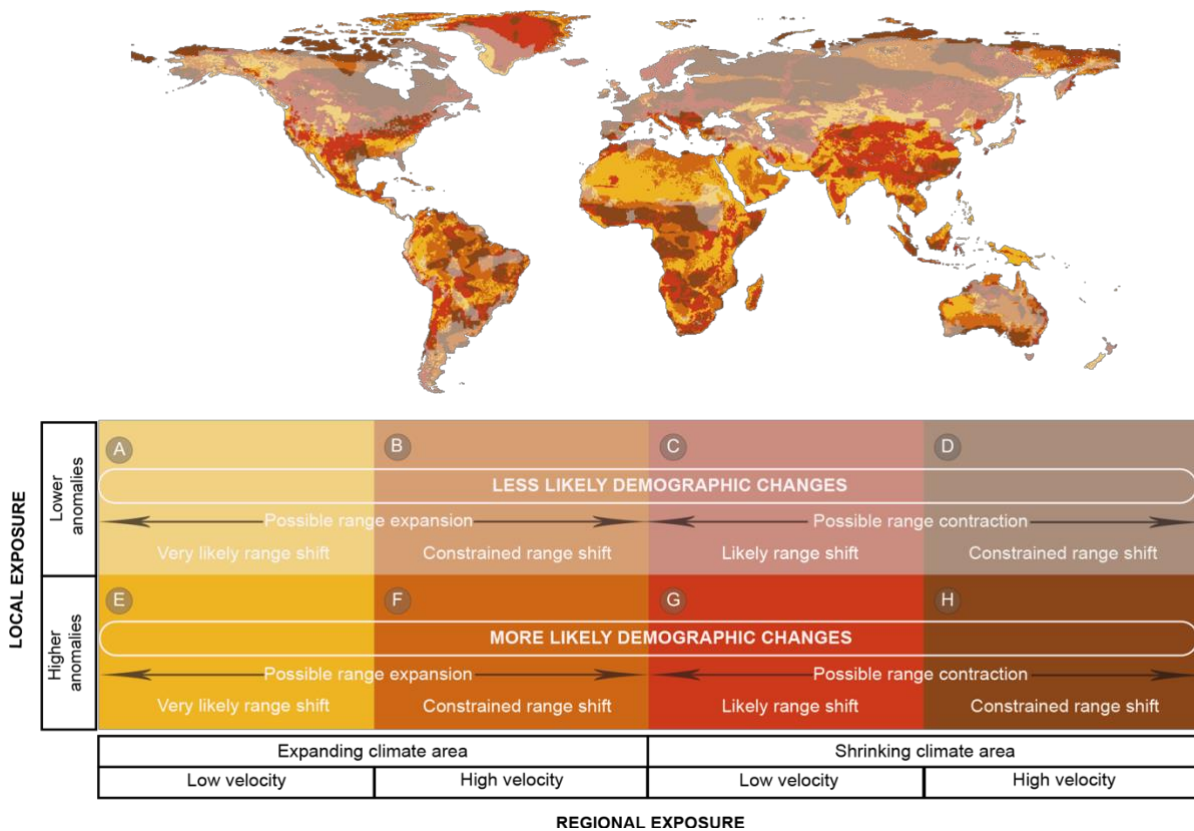 A
B
C
D
LESS LIKELY DEMOGRAPHIC CHANGES
Possible range expansion
Possible range contraction
Very likely range shift
Constrained range shift
Likely range shift
Constrained range shift
E
F
G
H
MORE LIKELY DEMOGRAPHIC CHANGES
Possible range expansion
Possible range contraction
Very likely range shift
Constrained range shift
Likely range shift
Constrained range shift
LOCAL EXPOSURE
Lower
anomalies
Higher
anomalies
Expanding climate area
Shrinking climate area
Low velocity
High velocity
Low velocity
High velocity
REGIONAL EXPOSURE